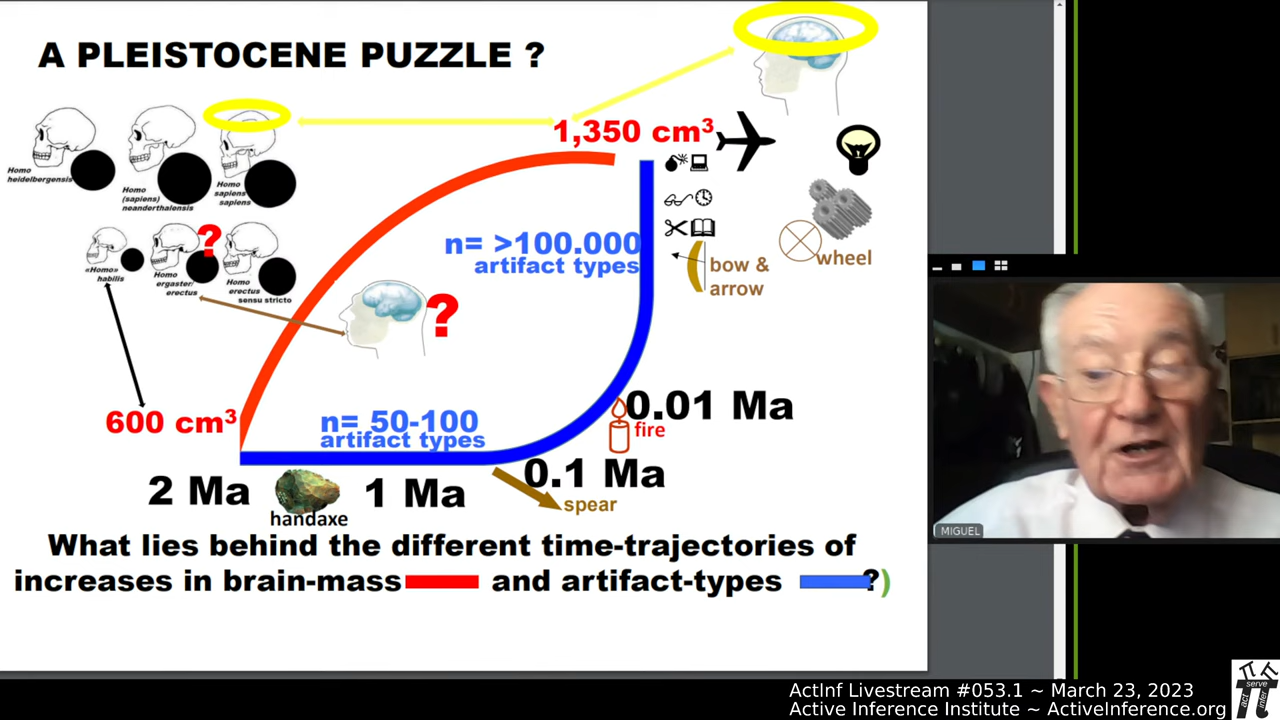 A PLEISTOCENE PUZZLE ?
1,350 cm³
Homo
heidelbergensis
Homo
(sapiens)
neanderthalensis
Homo
sapiens
sapiens
?
«Homo»
habilis
Homo
ergaster/
erectus
Homo
erectus
sensu stricto
n= >100.000
artifact types
bow &
arrow
wheel
?
600 cm³
n= 50-100
artifact types
0.01 Ma
fire
0.1 Ma
spear
2 Ma
1 Ma
handaxe
What lies behind the different time-trajectories of
increases in brain-mass and artifact-types ?)
MIGUEL
ActInf Livestream #053.1 ~ March 23, 2023
Active Inference Institute ~ ActiveInference.org
serve
act
infer